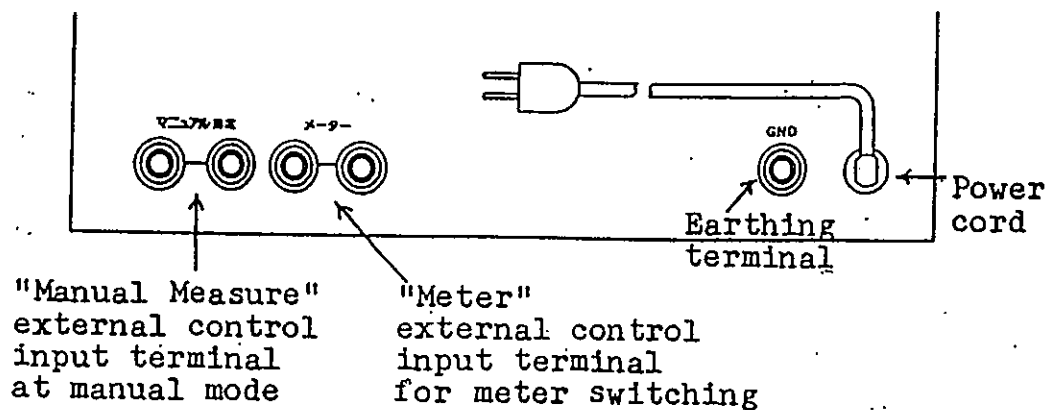 マニュアル測定
メーター
GND
Power
cord
Earthing
terminal
"Manual Measure"
external control
input terminal
at manual mode
"Meter"
external control
input terminal
for meter switching